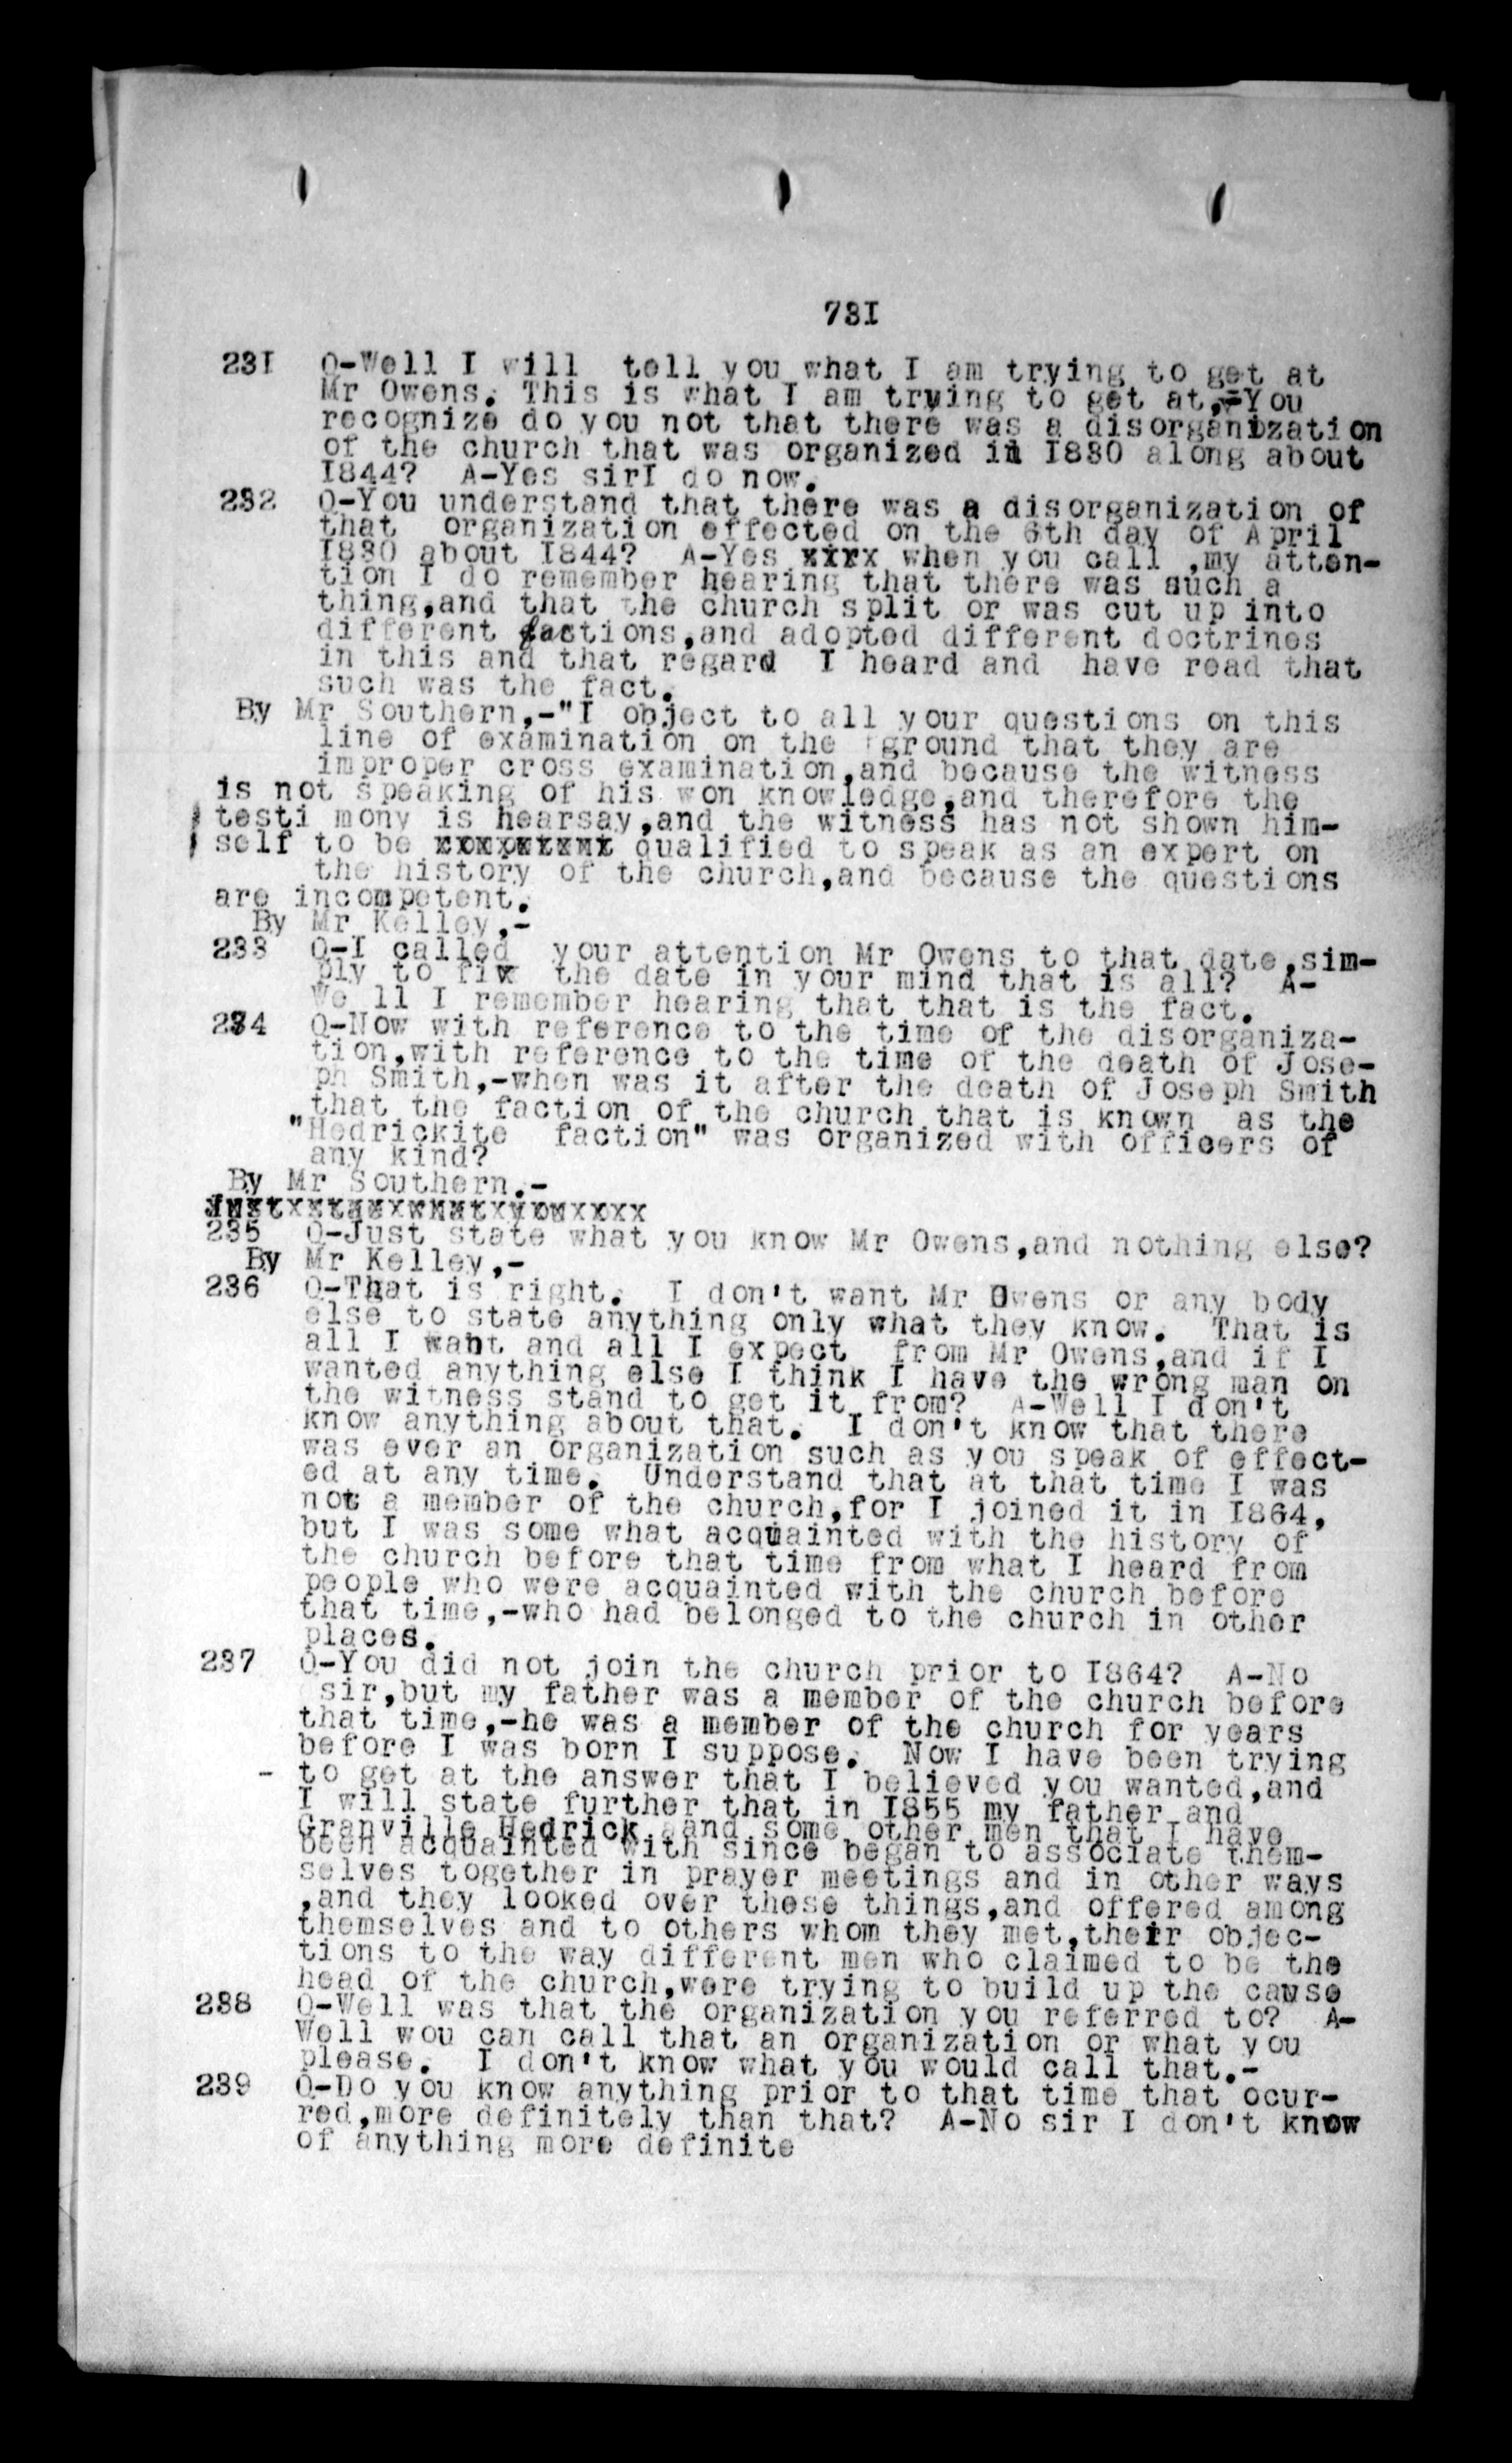 731
231 Q-Well I will tell you what I am trying to get at
Mr Owens. This is what I am trying to get at,-You
recognize do you not that there was a disorganization
of the church that was organized in I830 along about
I844? A-Yes sirI do now.
232 Q-You understand that there was a disorganization of
that organization effected on the 6th day of April
I830 about I844? A-Yes xirx when you call ,my atten-
tion I do remember hearing that there was such a
thing,and that the church split or was cut up into
different factions,and adopted different doctrines
in this and that regard I heard and have read that
such was the fact.
By Mr Southern,-"I object to all your questions on this
line of examination on the ground that they are
improper cross examination,and because the witness
is not speaking of his won knowledge,and therefore the
testi mony is hearsay,and the witness has not shown him-
self to be qualified to speak as an expert on
the history of the church,and because the questions
are incompetent.
By Mr Kelley,-
233 Q-I called your attention Mr Owens to that date,sim-
ply to fix the date in your mind that is all? A-
We ll I remember hearing that that is the fact.
234 Q-Now with reference to the time of the disorganiza-
tion,with reference to the time of the death of Jose-
ph Smith,-when was it after the death of Joseph Smith
that the faction of the church that is known as the
"Hedrickite faction" was organized with officers of
any kind?
By Mr Southern.-
235 Q-Just state what you know Mr Owens,and nothing else?
By Mr Kelley,-
236 Q-That is right. I don't want Mr Owens or any body
else to state anything only what they know. That is
all I want and all I expect from Mr Owens,and if I
wanted anything else I think I have the wrong man on
the witness stand to get it from? A-Well I don't
know anything about that. I don't know that there
was ever an organization such as you speak of effect-
ed at any time. Understand that at that time I was
not a member of the church,for I joined it in I864,
but I was some what acquainted with the history of
the church before that time from what I heard from
people who were acquainted with the church before
that time,-who had belonged to the church in other
places.
237 Q-You did not join the church prior to I864? A-No
sir,but my father was a member of the church before
that time,-he was a member of the church for years
before I was born I suppose. Now I have been trying
- to get at the answer that I believed you wanted,and
I will state further that in I855 my father and
Granville Hedrick and some other men that I have
been acquainted with since began to associate them-
selves together in prayer meetings and in other ways
,and they looked over these things,and offered among
themselves and to others whom they met,their objec-
tions to the way different men who claimed to be the
head of the church,were trying to build up the cause
238 Q-Well was that the organization you referred to? A-
Well wou can call that an organization or what you
please. I don't know what you would call that.-
239 Q-Do you know anything prior to that time that ocur-
red,more definitely than that? A-No sir I don't know
of anything more definite